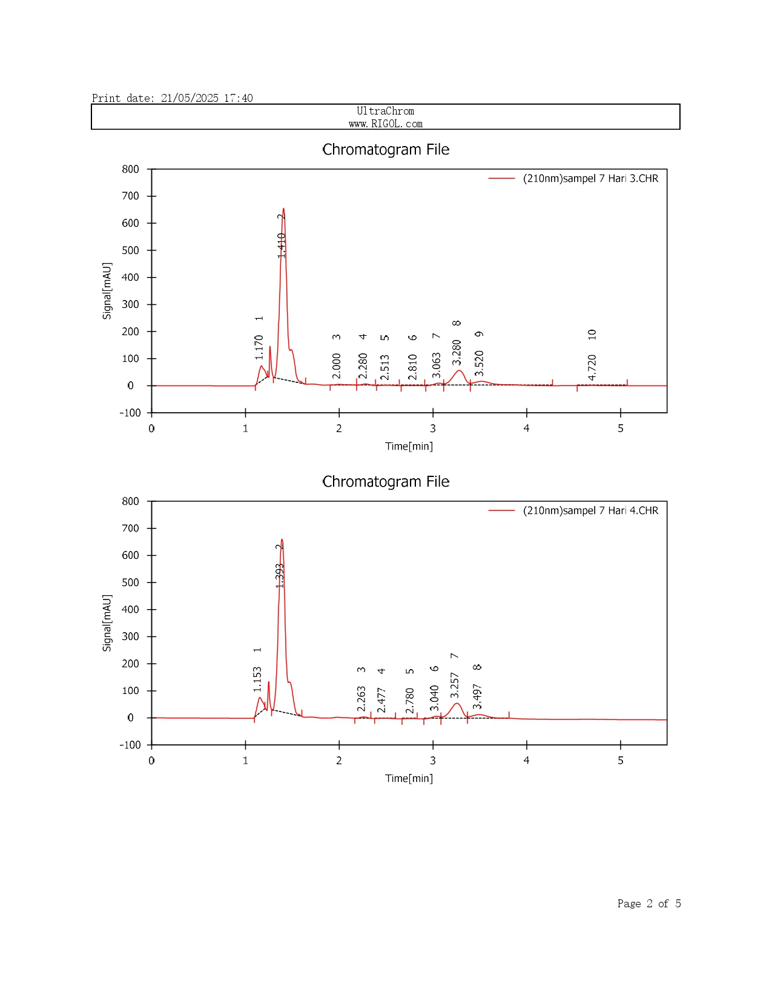 Print date: 21/05/2025 17:40
UltraChrom
www.RIGOL.com
Chromatogram File
(210nm)sampel 7 Hari 3.CHR
Signal[mAU]
800
700
600
500
400
300
200
100
0
-100
1.170 1
1.410 2
2.000 3
2.280 4
2.513 5
2.810 6
3.063 7
3.280 8
3.520 9
4.720 10
0 1 2 3 4 5
Time[min]
Chromatogram File
(210nm)sampel 7 Hari 4.CHR
Signal[mAU]
800
700
600
500
400
300
200
100
0
-100
1.153 1
1.393 2
2.263 3
2.477 4
2.780 5
3.040 6
3.257 7
3.497 8
0 1 2 3 4 5
Time[min]
Page 2 of 5